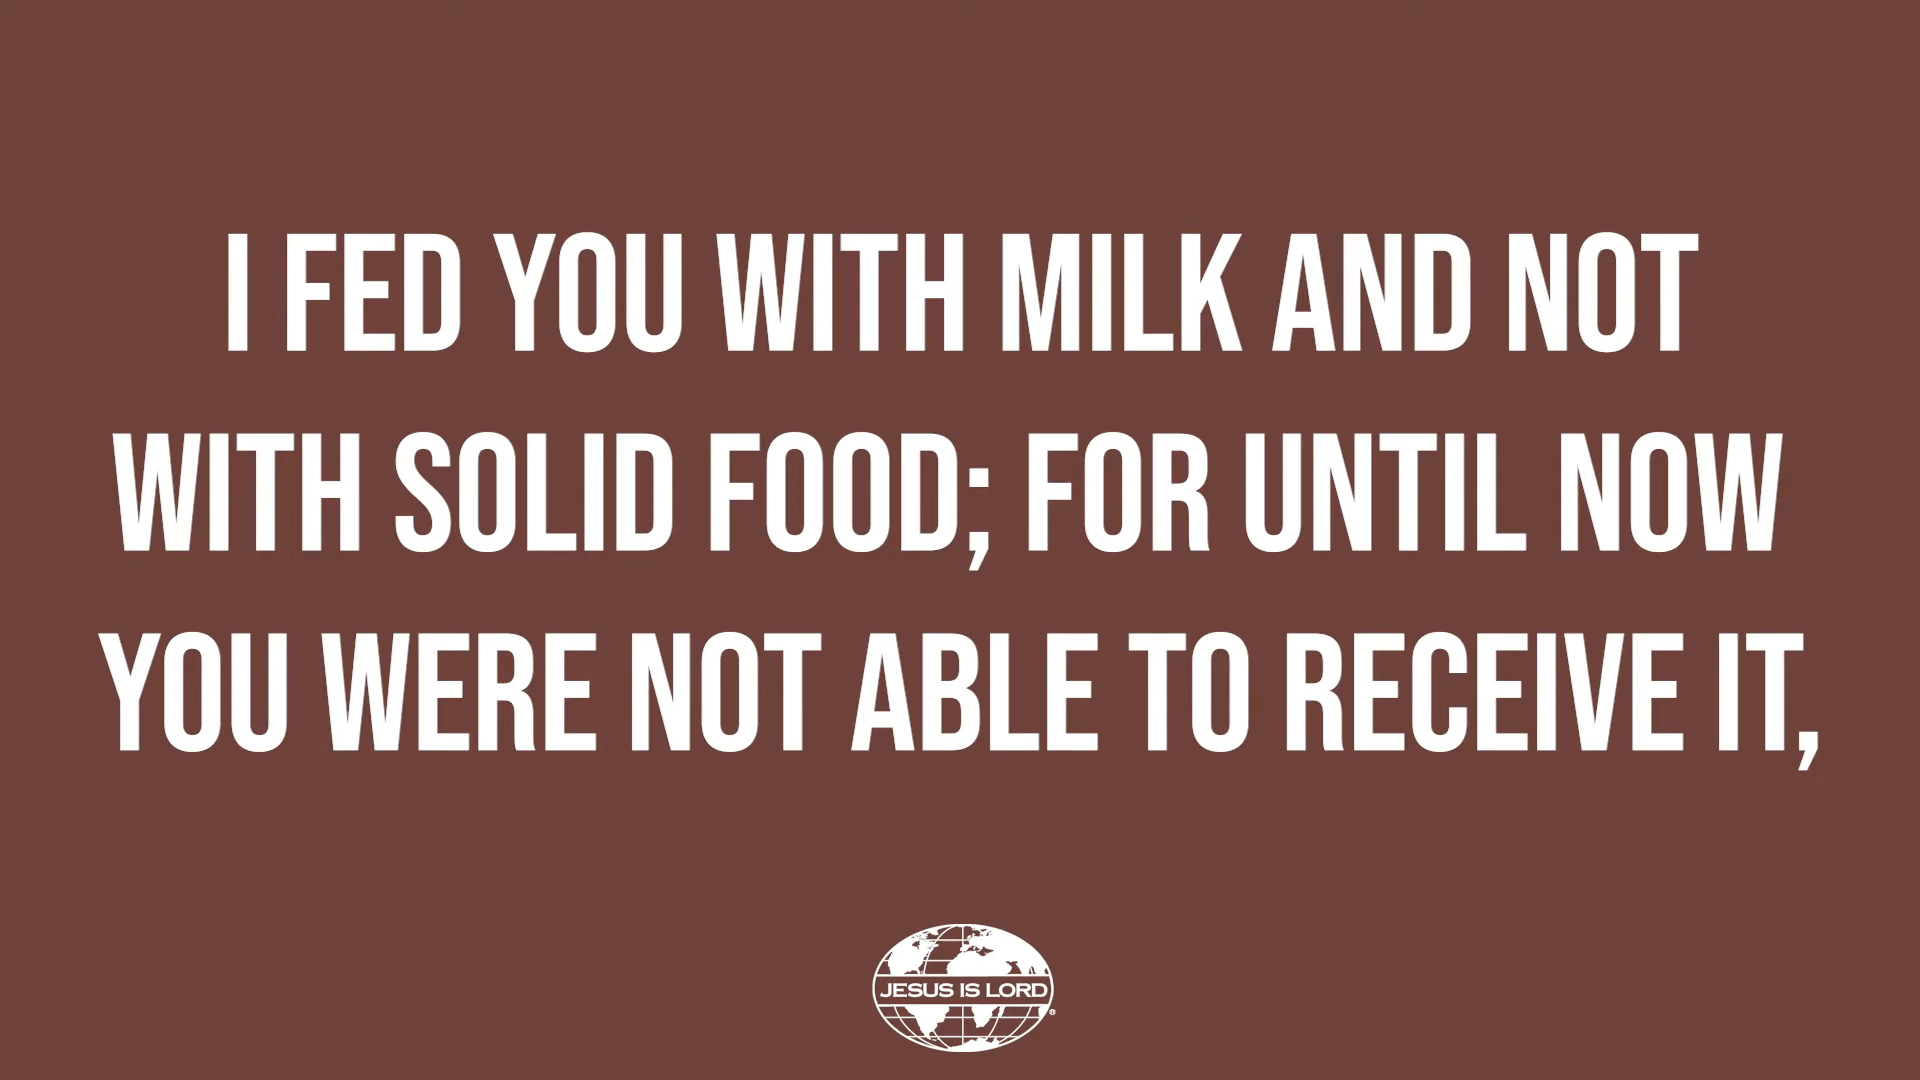 I FED YOU WITH MILK AND NOT
WITH SOLID FOOD; FOR UNTIL NOW
YOU WERE NOT ABLE TO RECEIVE IT,
JESUS IS LORD
®